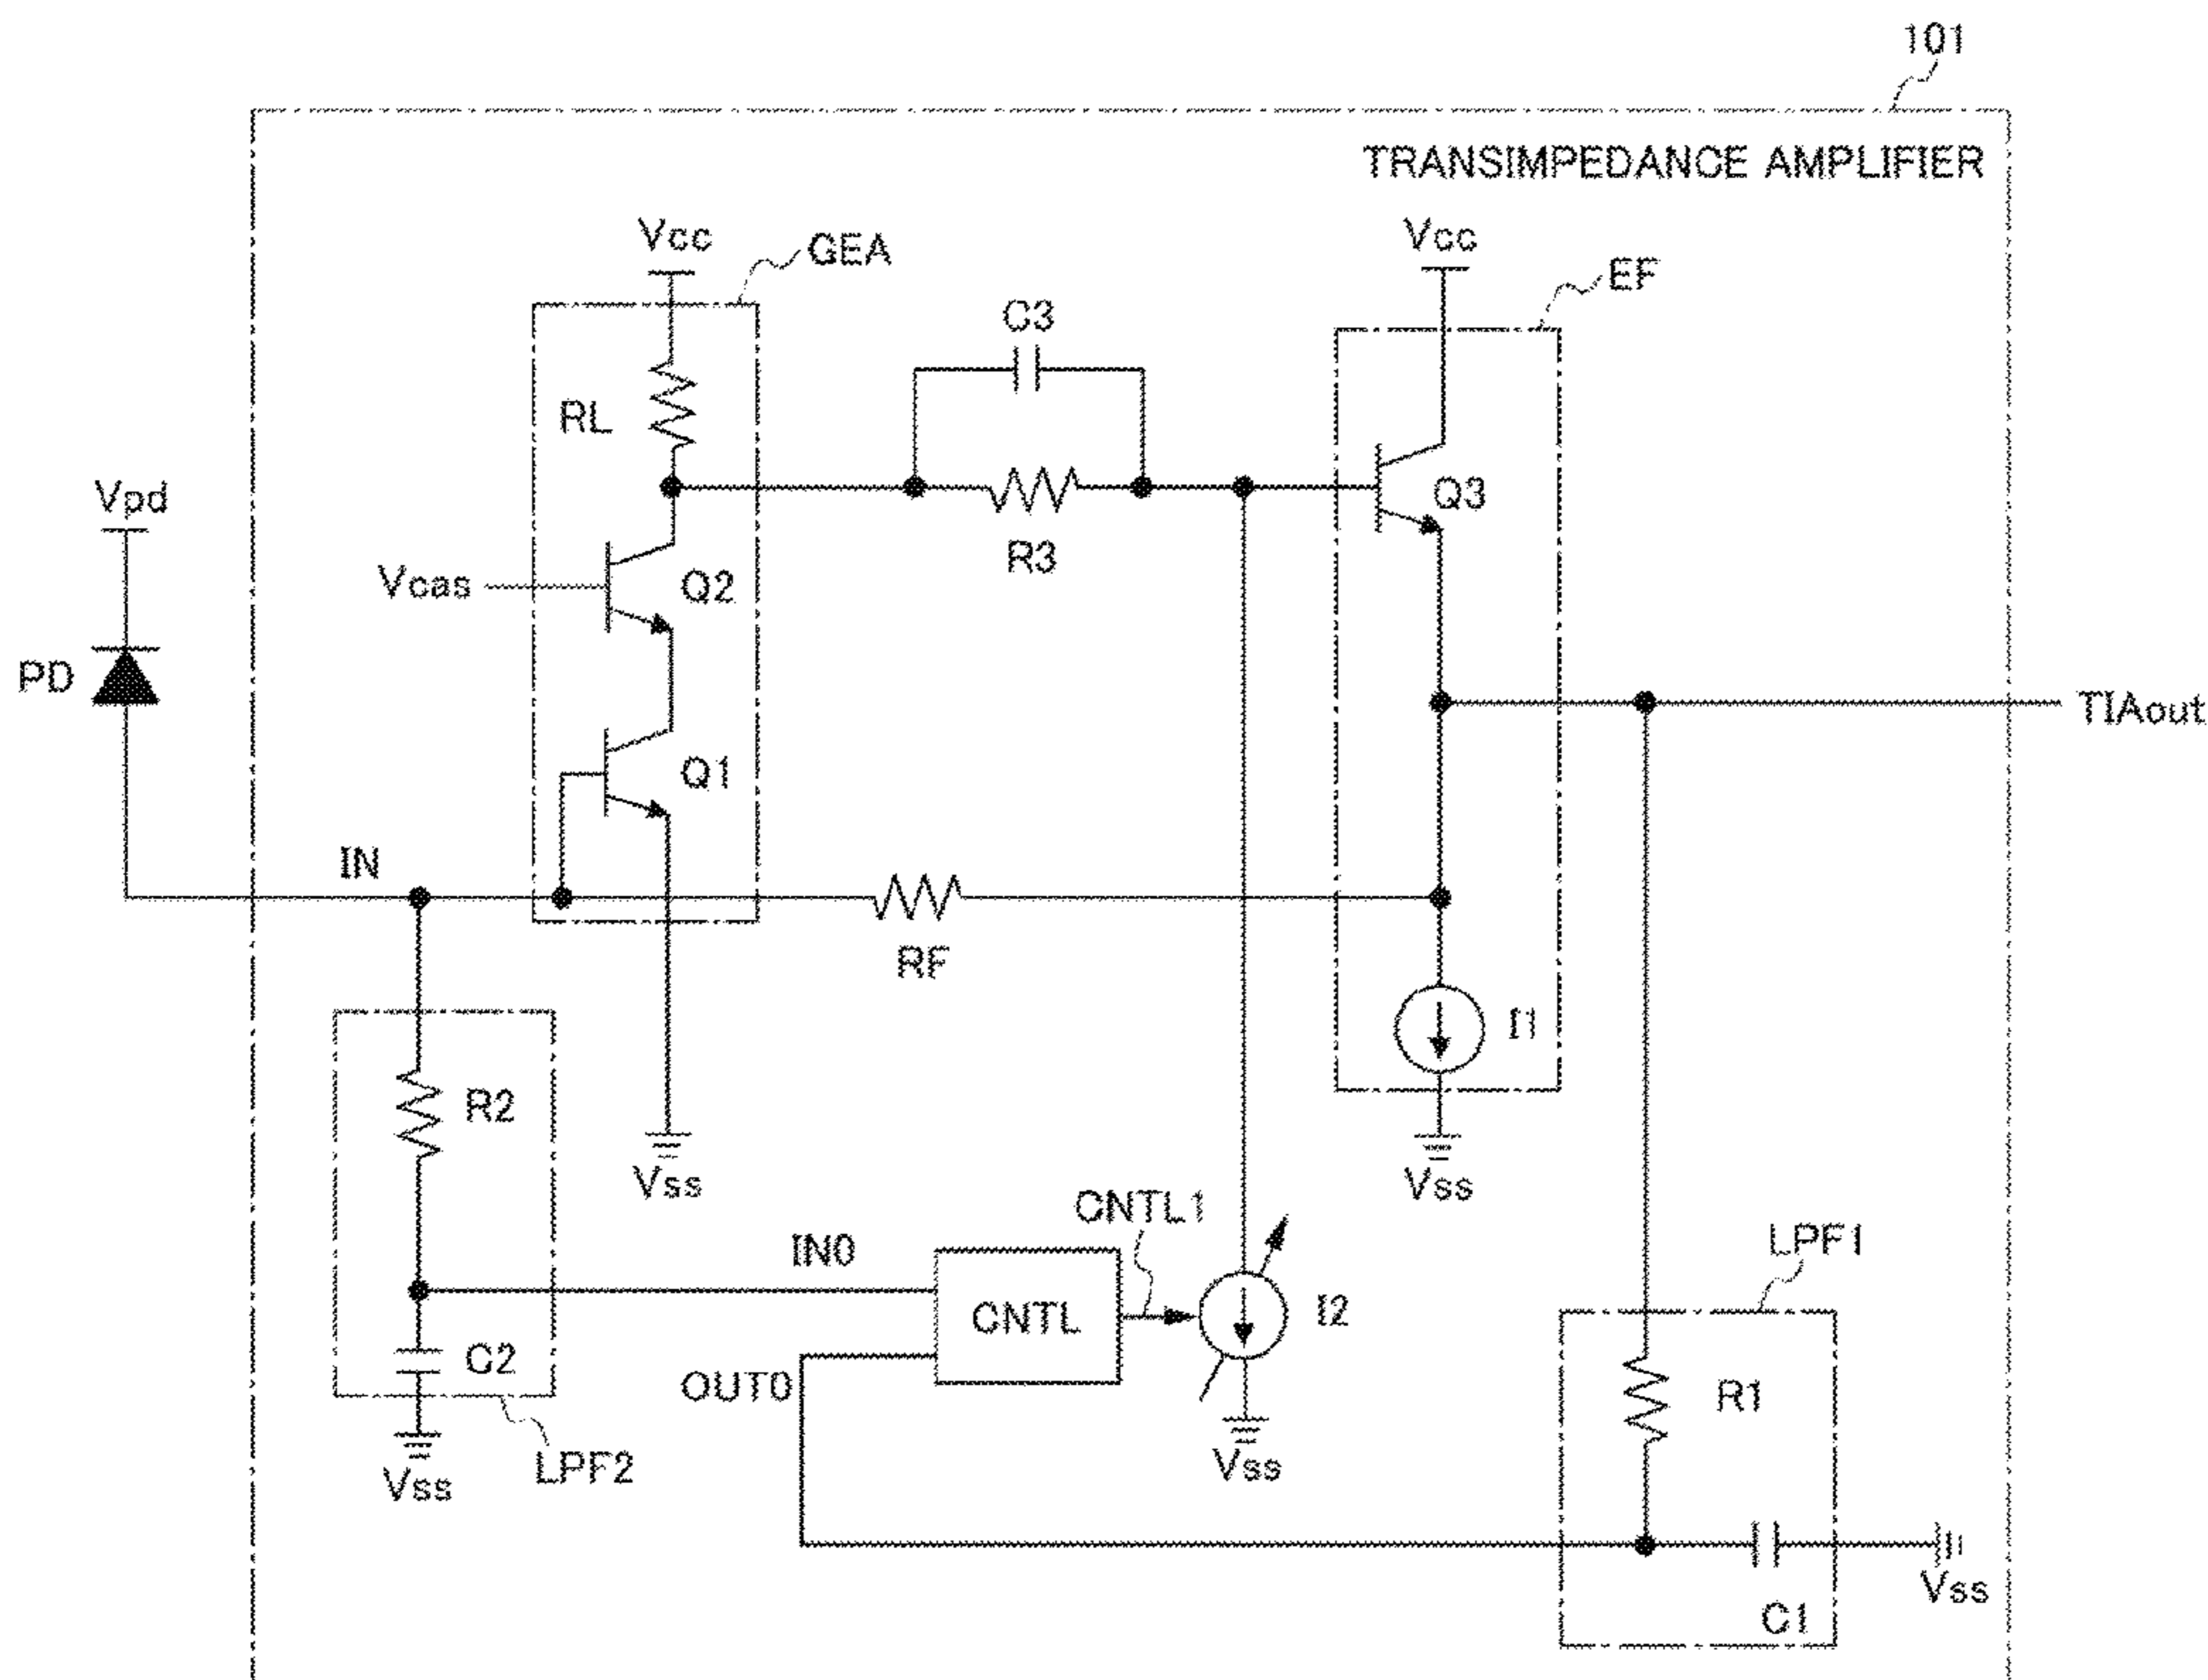 101
TRANSIMPEDANCE AMPLIFIER
Vcc
GEA
Vcc
EF
C3
RL
Vpd
Q3
R3
Vcas
Q2
PD
TIAout
Q1
IN
RF
I1
R2
Vss
Vss
CNTL1
LPF1
IN0
I2
CNTL
C2
OUT0
R1
Vss
LPF2
Vss
Vss
C1